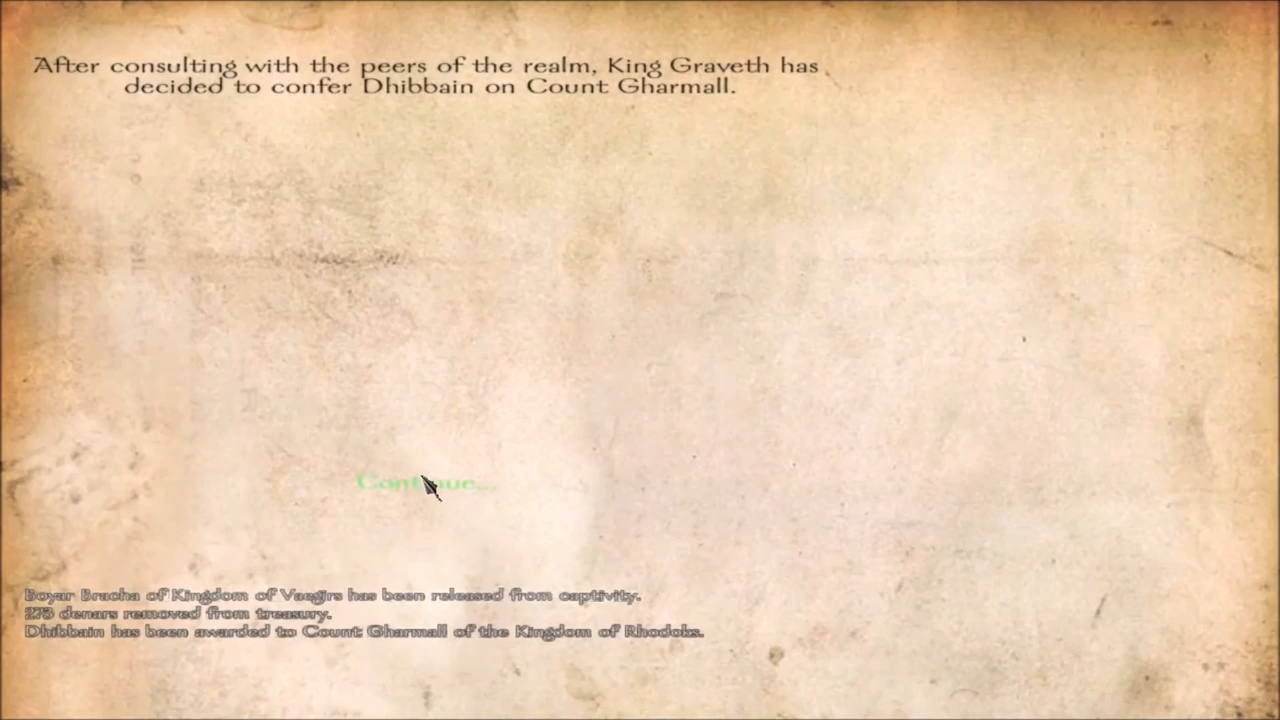 After consulting with the peers of the realm, King Graveth has
decided to confer Dhibbain on Count Gharmall.
Continue...
Boyar Bracha of Kingdom of Vaegirs has been released from captivity.
273 denars removed from treasury.
Dhibbain has been awarded to Count Gharmall of the Kingdom of Rhodoks.